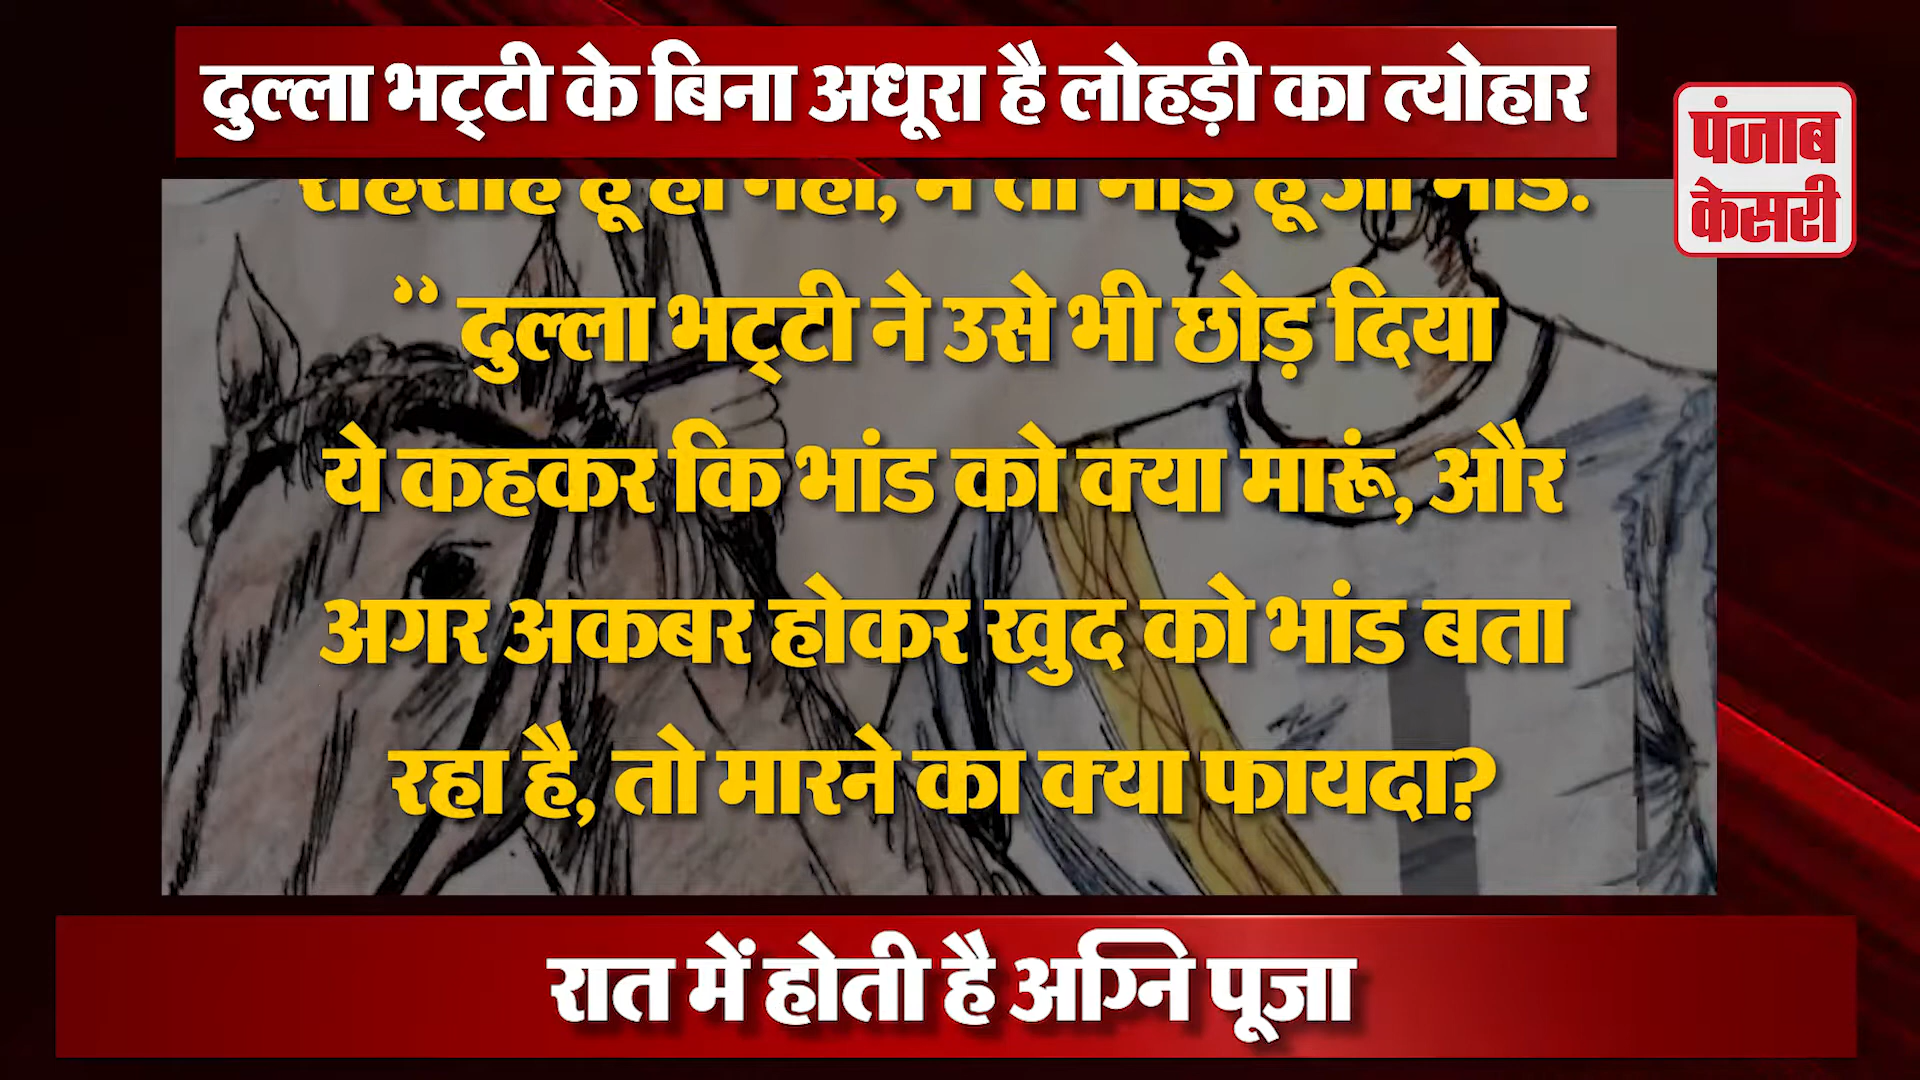 दुल्ला भट्टी के बिना अधूरा है लोहड़ी का त्योहार
पंजाब
केसरी
” दुल्ला भट्टी ने उसे भी छोड़ दिया
ये कहकर कि भांड को क्या मारूं, और
अगर अकबर होकर खुद को भांड बता
रहा है, तो मारने का क्या फायदा?
रात में होती है अग्नि पूजा